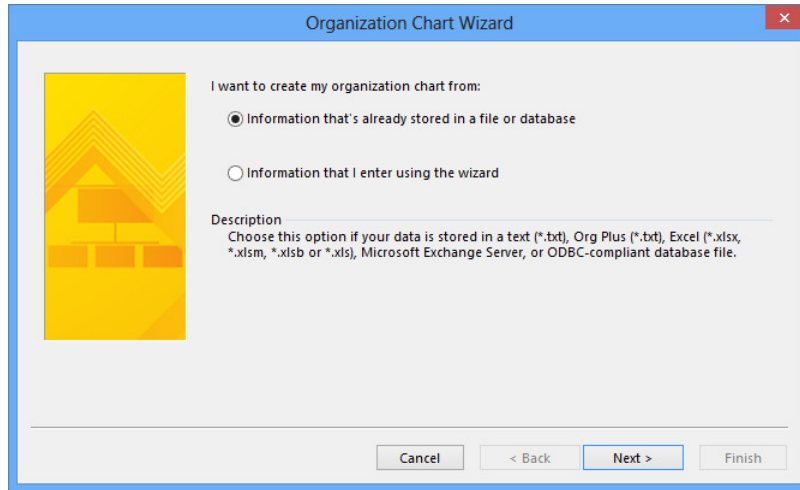 Organization Chart Wizard
I want to create my organization chart from:
Information that's already stored in a file or database
Information that I enter using the wizard
Description
Choose this option if your data is stored in a text (*.txt), Org Plus (*.txt), Excel (*.xlsx,
*.xlsm, *.xlsb or *.xls), Microsoft Exchange Server, or ODBC-compliant database file.
Cancel < Back Next > Finish